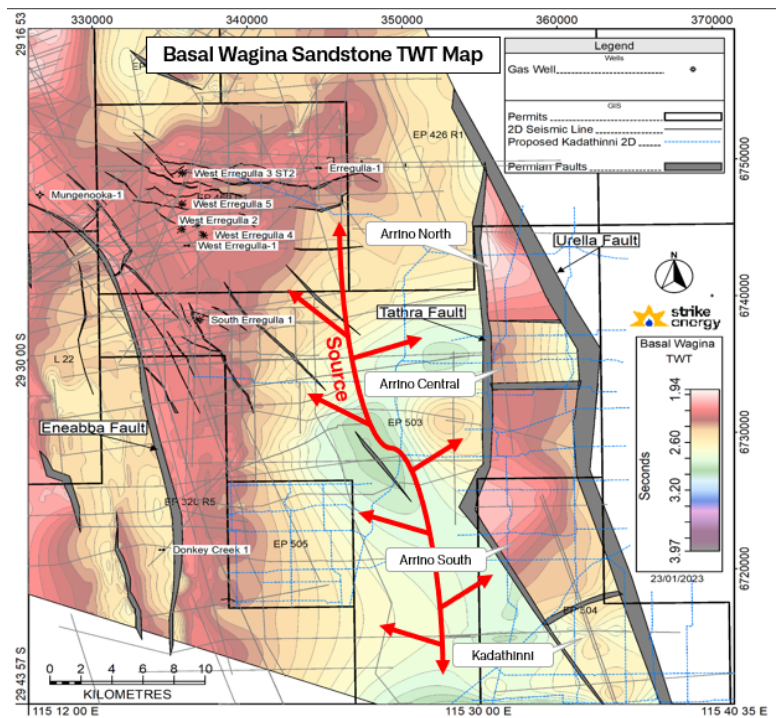 330000
340000
350000
360000
370000
29 16 53
Basal Wagina Sandstone TWT Map
Legend
Wells
Gas Well
GIS
Permits
2D Seismic Line
Proposed Kadathinni 2D
Permian Faults
EP 426 R1
6750000
West Erregulla 3 ST2
Erregulla-1
Mungenooka-1
West Erregulla 5
West Erregulla 2
West Erregulla 4
West Erregulla-1
Arrino North
Urella Fault
6740000
Tathra Fault
strike
energy
South Erregulla 1
29 30 00 S
Source
L 22
Arrino Central
Basal Wagina
TWT
1.94
2.60
3.20
3.97
Seconds
EP 503
6730000
Eneabba Fault
EP 320 R5
EP 505
Donkey Creek 1
Arrino South
23/01/2023
6720000
EP 504
Kadathinni
29 43 57 S
0 2 4 6 8 10
KILOMETRES
115 12 00 E
115 30 00 E
115 40 35 E